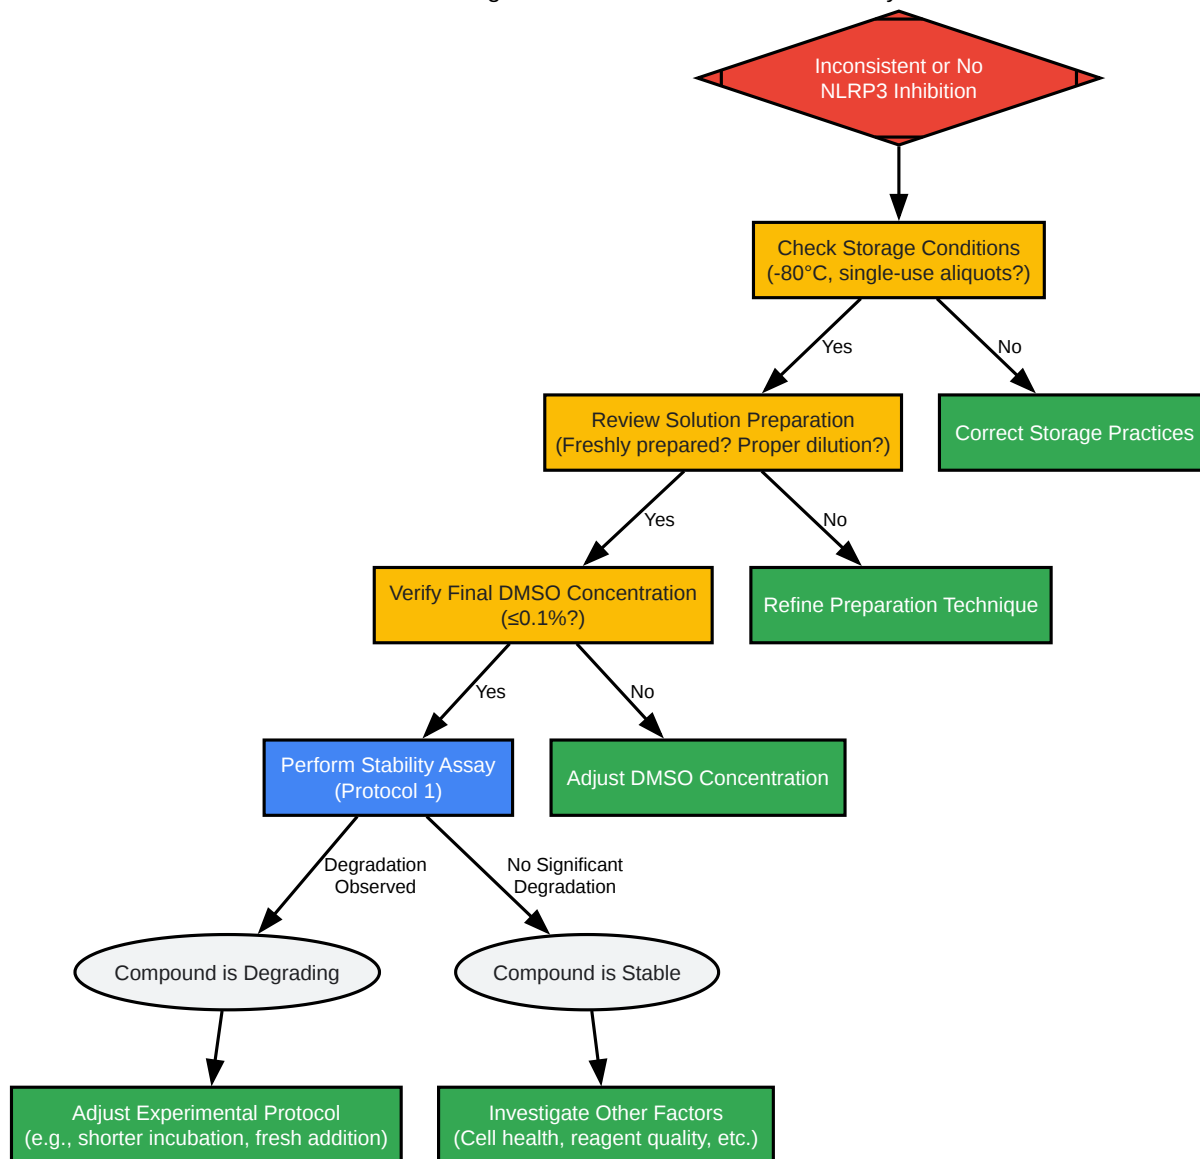 Inconsistent or No
NLRP3 Inhibition
Check Storage Conditions
(-80°C, single-use aliquots?)
Yes
No
Review Solution Preparation
(Freshly prepared? Proper dilution?)
Correct Storage Practices
Yes
No
Verify Final DMSO Concentration
(≤0.1%?)
Refine Preparation Technique
Yes
No
Perform Stability Assay
(Protocol 1)
Adjust DMSO Concentration
Degradation
Observed
No Significant
Degradation
Compound is Degrading
Compound is Stable
Adjust Experimental Protocol
(e.g., shorter incubation, fresh addition)
Investigate Other Factors
(Cell health, reagent quality, etc.)